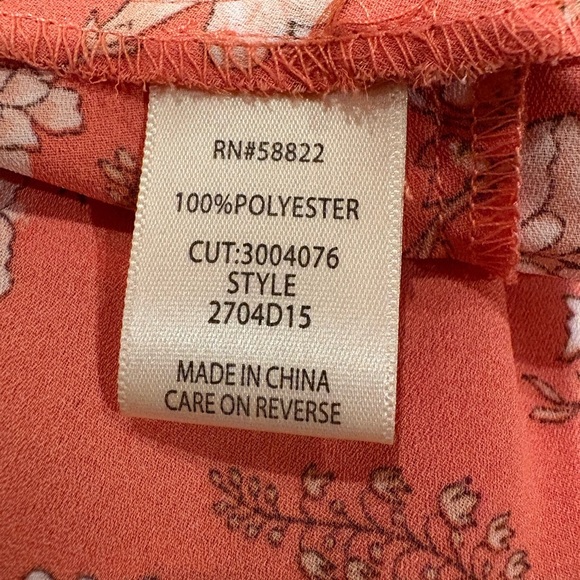 RN#58822
100%POLYESTER
CUT:3004076
STYLE
2704D15
MADE IN CHINA
CARE ON REVERSE